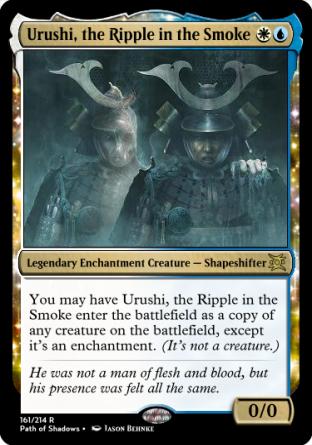 Urushi, the Ripple in the Smoke
Legendary Enchantment Creature — Shapeshifter
You may have Urushi, the Ripple in the
Smoke enter the battlefield as a copy of
any creature on the battlefield, except
it's an enchantment. (It's not a creature.)
He was not a man of flesh and blood, but
his presence was felt all the same.
0/0
161/214 R
Path of Shadows • Jason Behnke